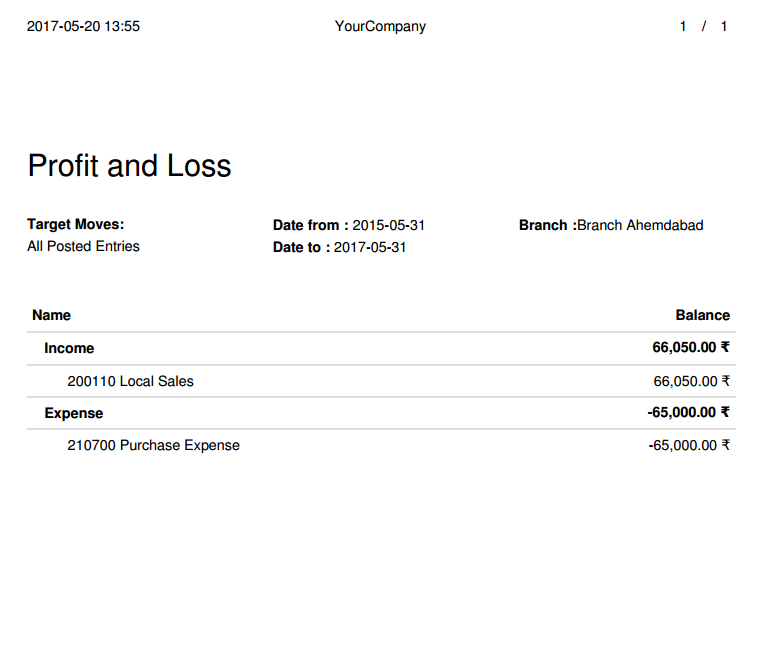 2017-05-20 13:55 YourCompany 1 / 1
Profit and Loss
Target Moves: Date from : 2015-05-31 Branch :Branch Ahemdabad
All Posted Entries Date to : 2017-05-31
Name Balance
Income 66,050.00 ₹
200110 Local Sales 66,050.00 ₹
Expense -65,000.00 ₹
210700 Purchase Expense -65,000.00 ₹